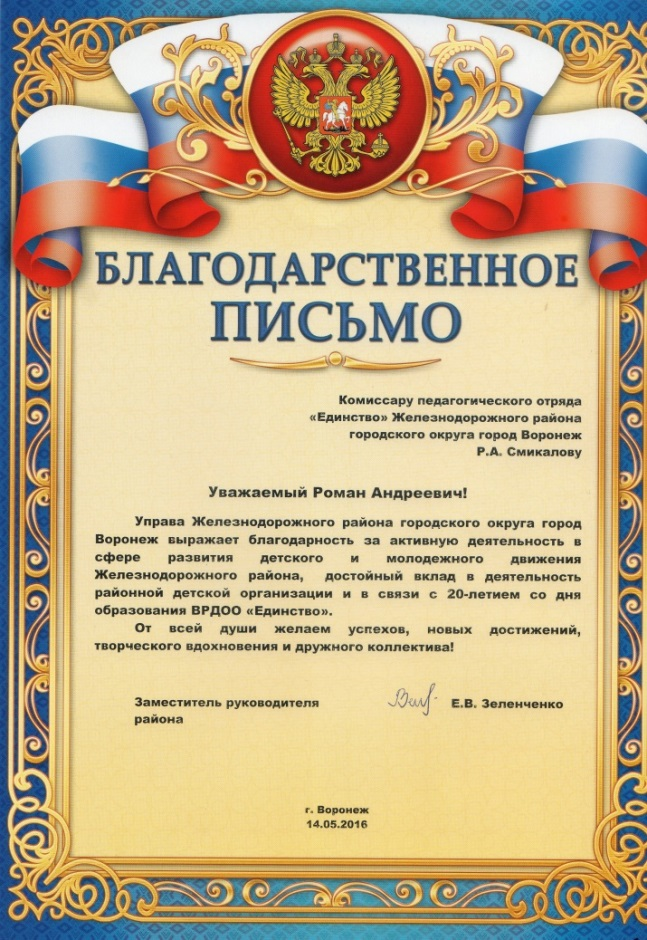 БЛАГОДАРСТВЕННОЕ
ПИСЬМО
Комиссару педагогического отряда
«Единство» Железнодорожного района
городского округа город Воронеж
Р.А. Смикалову
Уважаемый Роман Андреевич!
Управа Железнодорожного района городского округа город
Воронеж выражает благодарность за активную деятельность в
сфере развития детского и молодежного движения
Железнодорожного района, достойный вклад в деятельность
районной детской организации и в связи с 20-летием со дня
образования ВРДОО «Единство».
От всей души желаем успехов, новых достижений,
творческого вдохновения и дружного коллектива!
Заместитель руководителя
района
Е.В. Зеленченко
г. Воронеж
14.05.2016